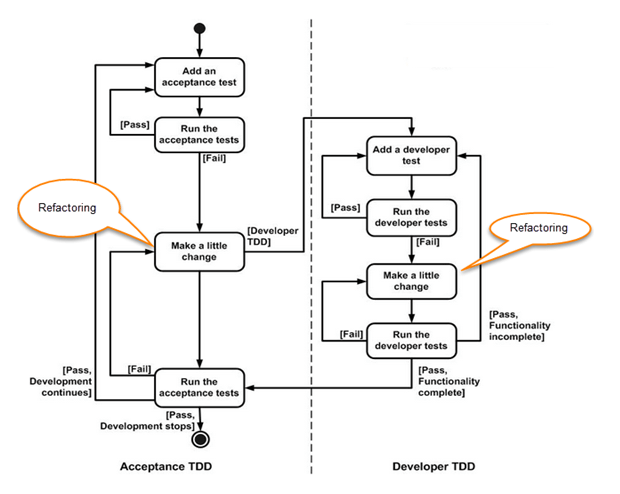 Add an
acceptance test
[Pass]
Run the
acceptance tests
[Fail]
Refactoring
Make a little
change
[Developer
TDD]
[Fail]
Run the
acceptance tests
[Pass,
Development
continues]
[Pass,
Development stops]
Acceptance TDD
Add a developer
test
[Pass]
Run the
developer tests
[Fail]
Refactoring
Make a little
change
[Fail]
Run the
developer tests
[Pass,
Functionality
incomplete]
[Pass,
Functionality
complete]
Developer TDD